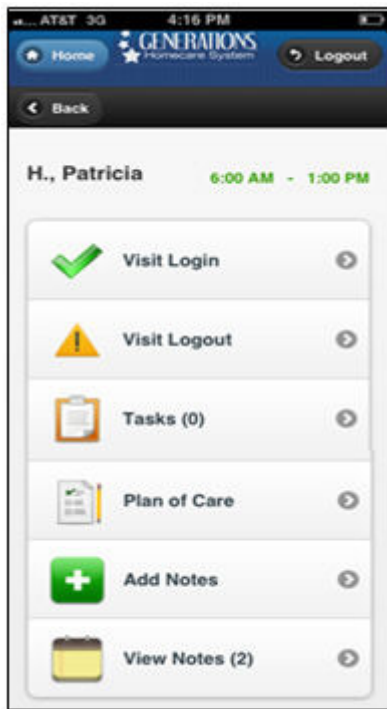 AT&T 3G 4:16 PM
Home GENERATIONS Logout
Homecare System
Back
H., Patricia 6:00 AM - 1:00 PM
Visit Login
Visit Logout
Tasks (0)
Plan of Care
Add Notes
View Notes (2)